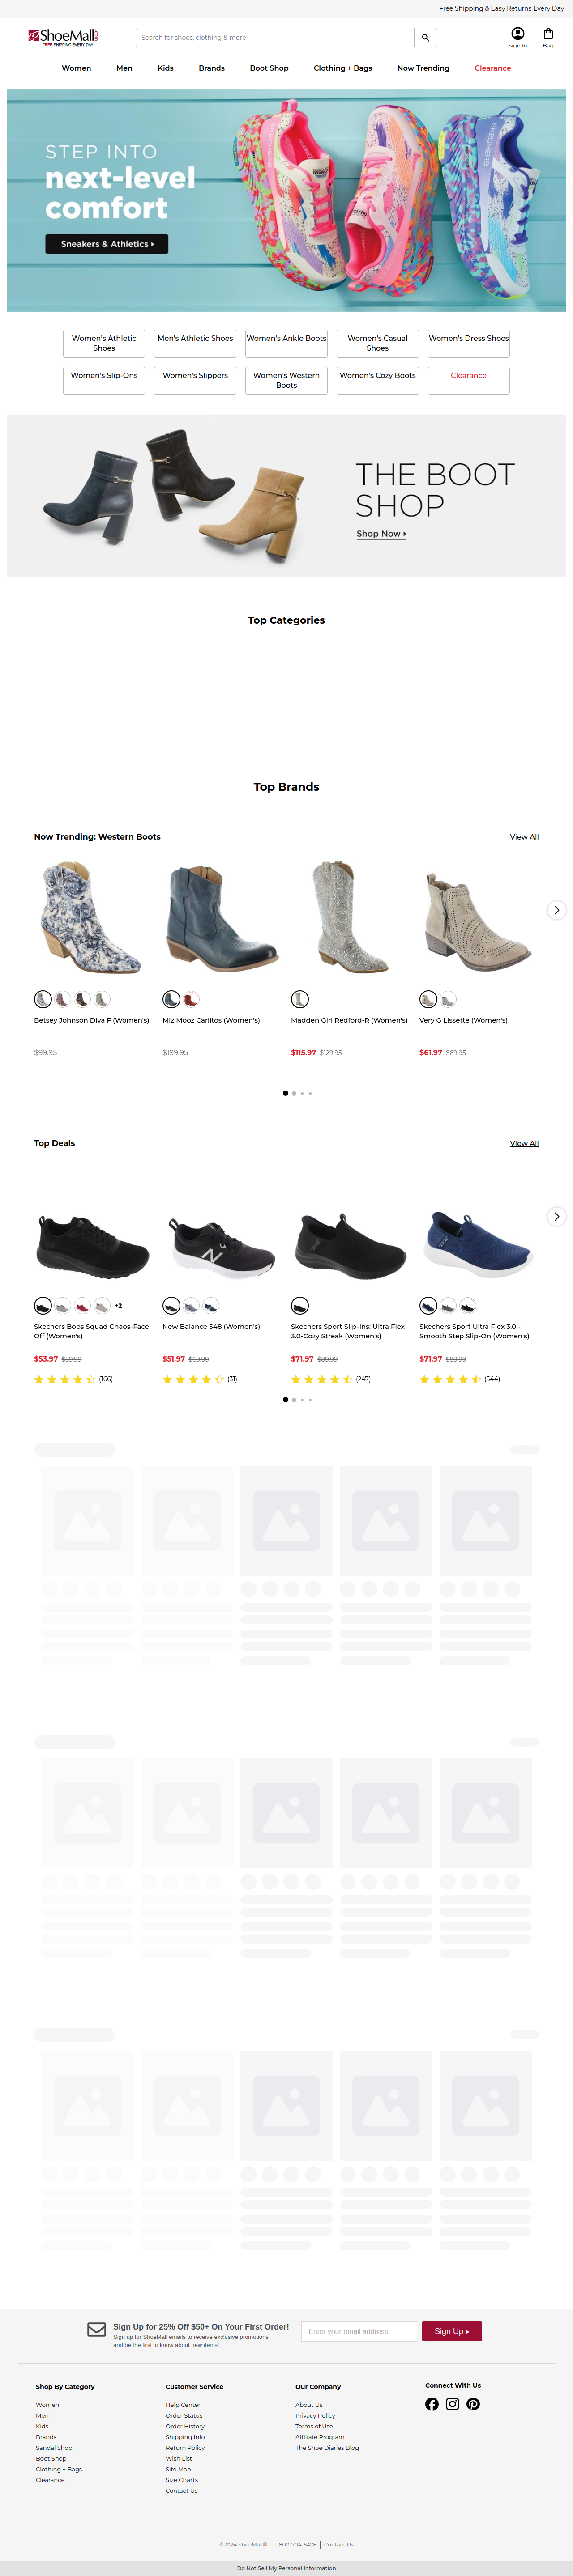 Free Shipping & Easy Returns Every Day
ShoeMall
FREE SHIPPING EVERY DAY
Search for shoes, clothing & more
Sign In
Bag
Women
Men
Kids
Brands
Boot Shop
Clothing + Bags
Now Trending
Clearance
STEP INTO
next-level
comfort
Sneakers & Athletics
Women's Athletic
Shoes
Men's Athletic Shoes
Women's Ankle Boots
Women's Casual
Shoes
Women's Dress Shoes
Women's Slip-Ons
Women's Slippers
Women's Western
Boots
Women's Cozy Boots
Clearance
THE BOOT
SHOP
Shop Now
Top Categories
Top Brands
Now Trending: Western Boots
View All
Betsey Johnson Diva F (Women's)
$99.95
Miz Mooz Carlitos (Women's)
$199.95
Madden Girl Redford-R (Women's)
$115.97 $129.95
Very G Lissette (Women's)
$61.97 $69.95
Top Deals
View All
+2
Skechers Bobs Squad Chaos-Face
Off (Women's)
$53.97 $59.99
(166)
New Balance 548 (Women's)
$51.97 $69.99
(31)
Skechers Sport Slip-Ins: Ultra Flex
3.0-Cozy Streak (Women's)
$71.97 $89.99
(247)
Skechers Sport Ultra Flex 3.0 -
Smooth Step Slip-On (Women's)
$71.97 $89.99
(544)
Sign Up for 25% Off $50+ On Your First Order!
Sign up for ShoeMall emails to receive exclusive promotions
and be the first to know about new items!
Enter your email address
Sign Up ▸
Shop By Category
Women
Men
Kids
Brands
Sandal Shop
Boot Shop
Clothing + Bags
Clearance
Customer Service
Help Center
Order Status
Order History
Shipping Info
Return Policy
Wish List
Site Map
Size Charts
Contact Us
Our Company
About Us
Privacy Policy
Terms of Use
Affiliate Program
The Shoe Diaries Blog
Connect With Us
©2024 ShoeMall® | 1-800-704-5478 | Contact Us
Do Not Sell My Personal Information